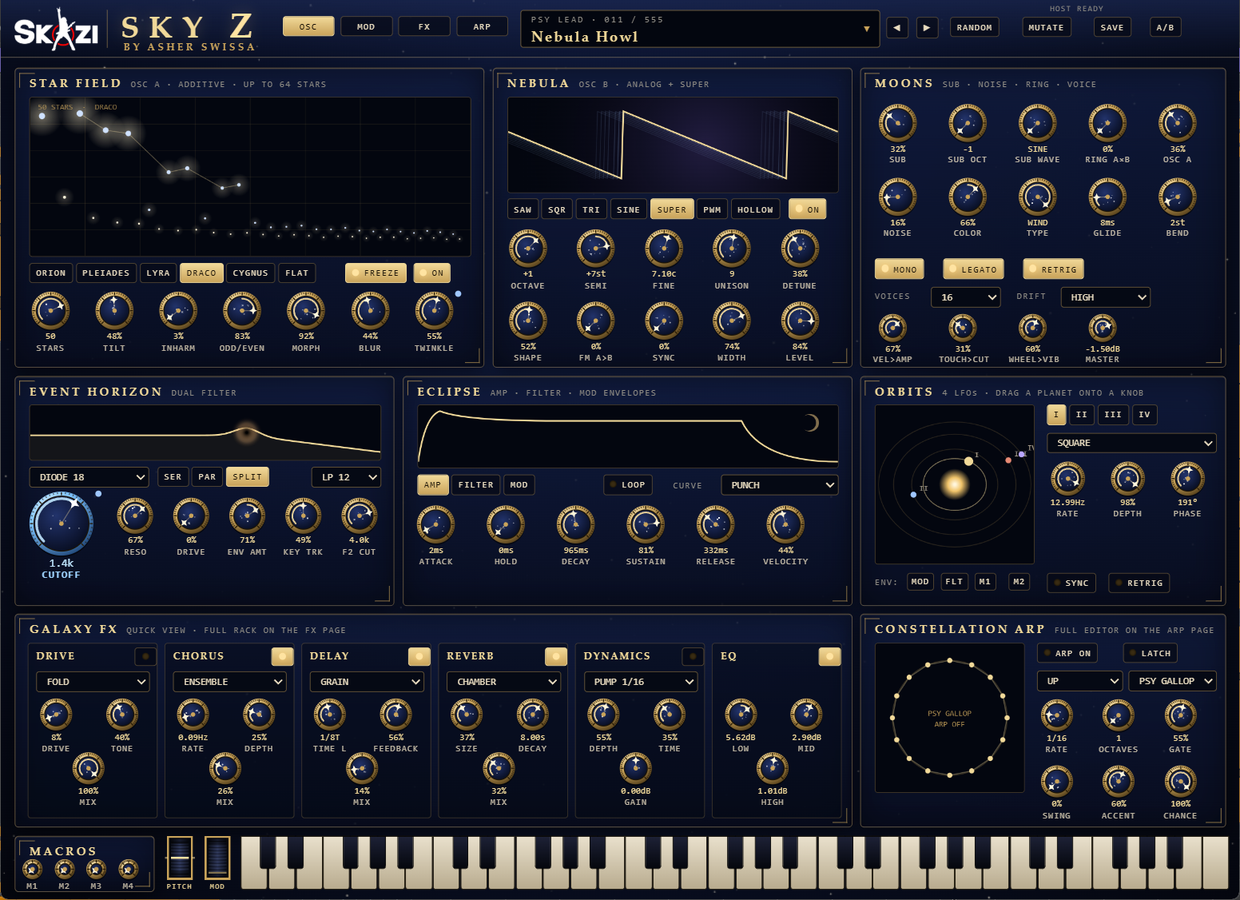 SKAZI
SKY Z
BY ASHER SWISSA
OSC MOD FX ARP
PSY LEAD · 011 / 555
Nebula Howl
HOST READY
◀ ▶ RANDOM MUTATE SAVE A/B
STAR FIELD OSC A · ADDITIVE · UP TO 64 STARS
50 STARS · DRACO
ORION PLEIADES LYRA DRACO CYGNUS FLAT FREEZE ON
50 48% 3% 83% 92% 44% 55%
STARS TILT INHARM ODD/EVEN MORPH BLUR TWINKLE
NEBULA OSC B · ANALOG + SUPER
SAW SQR TRI SINE SUPER PWM HOLLOW ON
+1 +7st 7.10c 9 38%
OCTAVE SEMI FINE UNISON DETUNE
52% 0% 0% 74% 84%
SHAPE FM A>B SYNC WIDTH LEVEL
MOONS SUB · NOISE · RING · VOICE
32% -1 SINE 0% 36%
SUB SUB OCT SUB WAVE RING A×B OSC A
16% 66% WIND 8ms 2st
NOISE COLOR TYPE GLIDE BEND
MONO LEGATO RETRIG
VOICES 16 DRIFT HIGH
67% 31% 60% -1.50dB
VEL>AMP TOUCH>CUT WHEEL>VIB MASTER
EVENT HORIZON DUAL FILTER
DIODE 18 SER PAR SPLIT LP 12
67% 0% 71% 49% 4.0k
RESO DRIVE ENV AMT KEY TRK F2 CUT
1.4k
CUTOFF
ECLIPSE AMP · FILTER · MOD ENVELOPES
AMP FILTER MOD LOOP CURVE PUNCH
2ms 0ms 965ms 81% 332ms 44%
ATTACK HOLD DECAY SUSTAIN RELEASE VELOCITY
ORBITS 4 LFOs · DRAG A PLANET ONTO A KNOB
I II III IV
SQUARE
I
II
12.99Hz 98% 191°
RATE DEPTH PHASE
ENV: MOD FLT M1 M2 SYNC RETRIG
GALAXY FX QUICK VIEW · FULL RACK ON THE FX PAGE
DRIVE
FOLD
8% 40%
DRIVE TONE
100%
MIX
CHORUS
ENSEMBLE
0.09Hz 25%
RATE DEPTH
26%
MIX
DELAY
GRAIN
1/8T 56%
TIME L FEEDBACK
14%
MIX
REVERB
CHAMBER
37% 8.00s
SIZE DECAY
32%
MIX
DYNAMICS
PUMP 1/16
55% 35%
DEPTH TIME
0.00dB
GAIN
EQ
5.62dB 2.90dB
LOW MID
1.01dB
HIGH
CONSTELLATION ARP FULL EDITOR ON THE ARP PAGE
PSY GALLOP
ARP OFF
ARP ON LATCH
UP PSY GALLOP
1/16 1 55%
RATE OCTAVES GATE
0% 60% 100%
SWING ACCENT CHANCE
MACROS
M1 M2 M3 M4
PITCH MOD